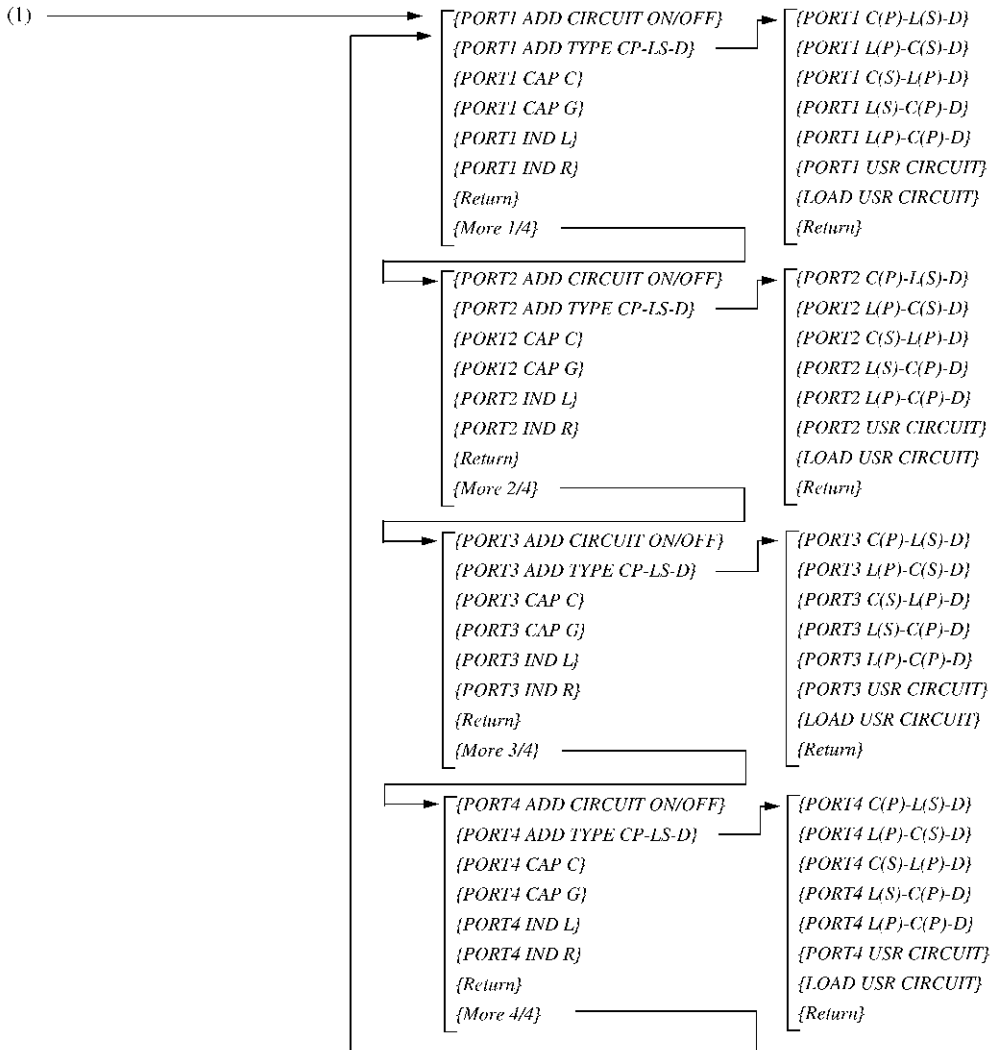 (1)
{PORT1 ADD CIRCUIT ON/OFF}
{PORT1 ADD TYPE CP-LS-D}
{PORT1 CAP C}
{PORT1 CAP G}
{PORT1 IND L}
{PORT1 IND R}
{Return}
{More 1/4}
{PORT1 C(P)-L(S)-D}
{PORT1 L(P)-C(S)-D}
{PORT1 C(S)-L(P)-D}
{PORT1 L(S)-C(P)-D}
{PORT1 L(P)-C(P)-D}
{PORT1 USR CIRCUIT}
{LOAD USR CIRCUIT}
{Return}
{PORT2 ADD CIRCUIT ON/OFF}
{PORT2 ADD TYPE CP-LS-D}
{PORT2 CAP C}
{PORT2 CAP G}
{PORT2 IND L}
{PORT2 IND R}
{Return}
{More 2/4}
{PORT2 C(P)-L(S)-D}
{PORT2 L(P)-C(S)-D}
{PORT2 C(S)-L(P)-D}
{PORT2 L(S)-C(P)-D}
{PORT2 L(P)-C(P)-D}
{PORT2 USR CIRCUIT}
{LOAD USR CIRCUIT}
{Return}
{PORT3 ADD CIRCUIT ON/OFF}
{PORT3 ADD TYPE CP-LS-D}
{PORT3 CAP C}
{PORT3 CAP G}
{PORT3 IND L}
{PORT3 IND R}
{Return}
{More 3/4}
{PORT3 C(P)-L(S)-D}
{PORT3 L(P)-C(S)-D}
{PORT3 C(S)-L(P)-D}
{PORT3 L(S)-C(P)-D}
{PORT3 L(P)-C(P)-D}
{PORT3 USR CIRCUIT}
{LOAD USR CIRCUIT}
{Return}
{PORT4 ADD CIRCUIT ON/OFF}
{PORT4 ADD TYPE CP-LS-D}
{PORT4 CAP C}
{PORT4 CAP G}
{PORT4 IND L}
{PORT4 IND R}
{Return}
{More 4/4}
{PORT4 C(P)-L(S)-D}
{PORT4 L(P)-C(S)-D}
{PORT4 C(S)-L(P)-D}
{PORT4 L(S)-C(P)-D}
{PORT4 L(P)-C(P)-D}
{PORT4 USR CIRCUIT}
{LOAD USR CIRCUIT}
{Return}